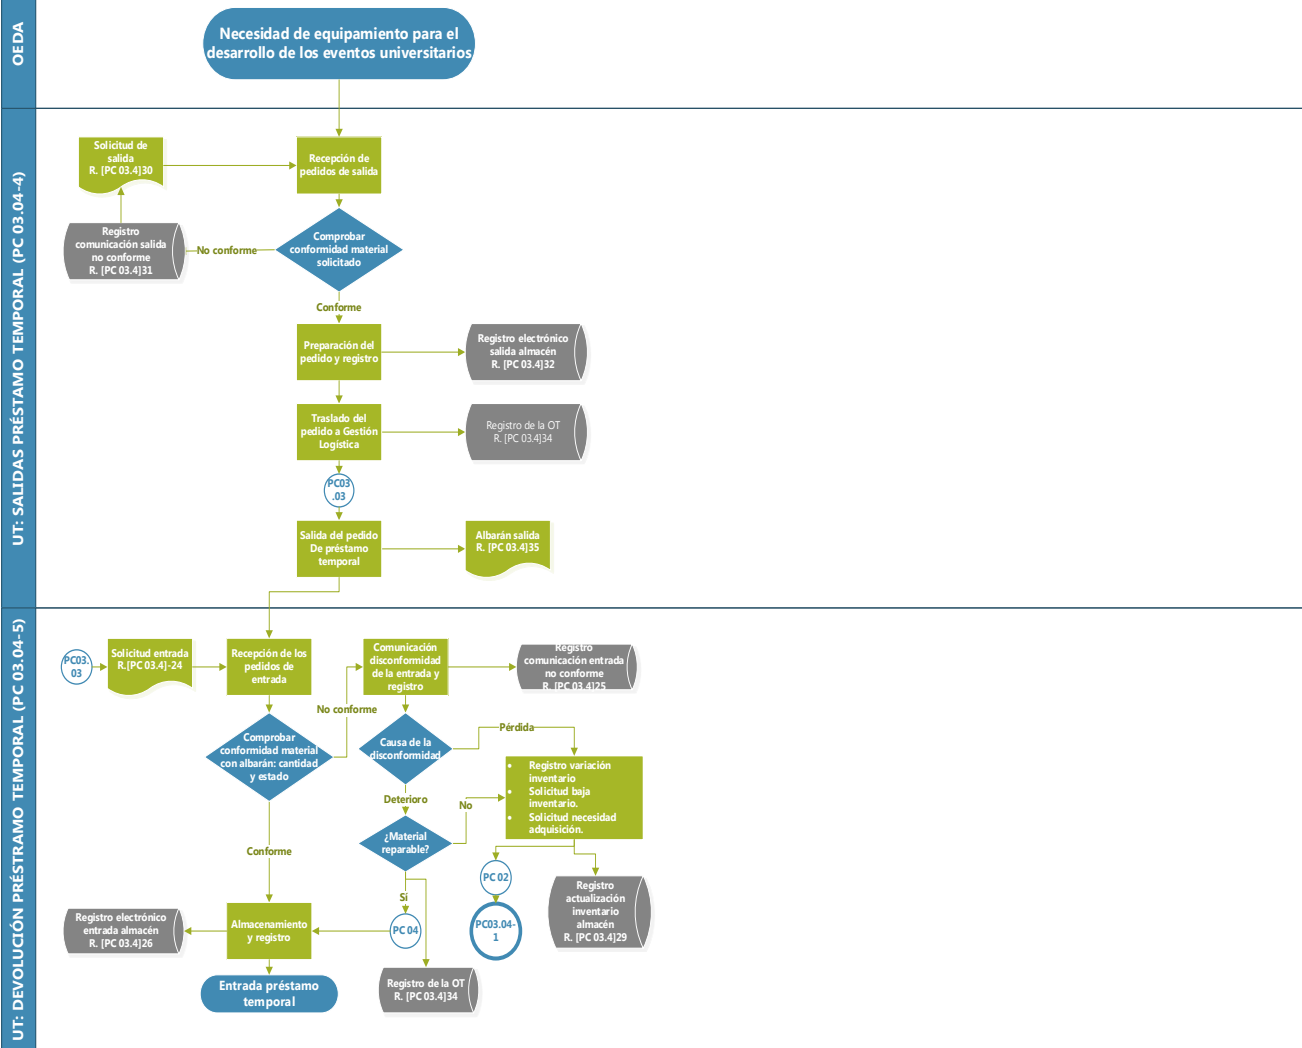 OEDA
Necesidad de equipamiento para el
desarrollo de los eventos universitarios
UT: SALIDAS PRÉSTAMO TEMPORAL (PC 03.04-4)
Solicitud de
salida
R. [PC 03.4]30
Recepción de
pedidos de salida
Registro
comunicación salida
no conforme
R. [PC 03.4]31
No conforme
Comprobar
conformidad material
solicitado
Conforme
Preparación del
pedido y registro
Registro electrónico
salida almacén
R. [PC 03.4]32
Traslado del
pedido a Gestión
Logística
Registro de la OT
R. [PC 03.4]34
PC03
.03
Salida del pedido
De préstamo
temporal
Albarán salida
R. [PC 03.4]35
UT: DEVOLUCIÓN PRÉSTRAMO TEMPORAL (PC 03.04-5)
PC03.
03
Solicitud entrada
R.[PC 03.4]-24
Recepción de los
pedidos de
entrada
Comunicación
disconformidad
de la entrada y
registro
Registro
comunicación entrada
no conforme
R. [PC 03.4]25
No conforme
Comprobar
conformidad material
con albarán: cantidad
y estado
Causa de la
disconformidad
Pérdida
• Registro variación
inventario
• Solicitud baja
inventario.
• Solicitud necesidad
adquisición.
Deterioro
No
¿Material
reparable?
Conforme
Sí
PC 02
PC03.04-
1
Registro
actualización
inventario
almacén
R. [PC 03.4]29
Registro electrónico
entrada almacén
R. [PC 03.4]26
Almacenamiento
y registro
PC 04
Entrada préstamo
temporal
Registro de la OT
R. [PC 03.4]34